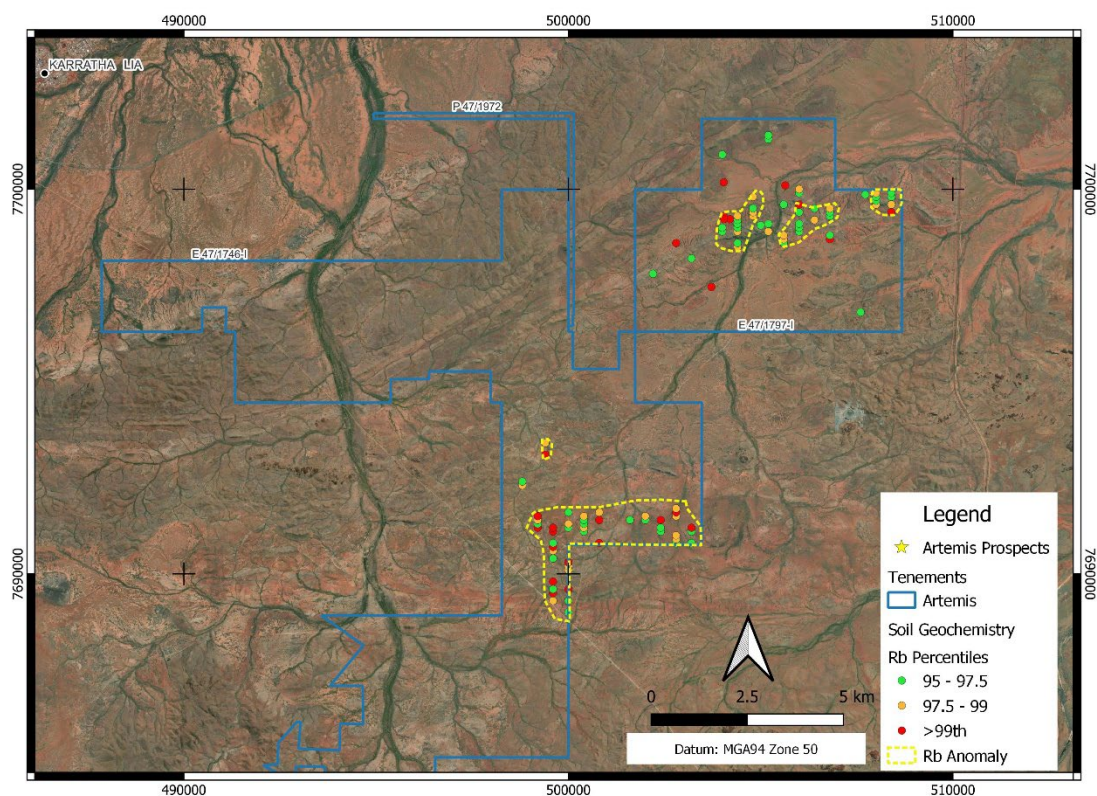 490000
500000
510000
KARRATHA LIA
P 47/1972
7700000
7700000
E 47/1746-I
E 47/1797-I
7690000
7690000
Legend
Artemis Prospects
Tenements
Artemis
Soil Geochemistry
Rb Percentiles
95 - 97.5
97.5 - 99
>99th
Rb Anomaly
0 2.5 5 km
Datum: MGA94 Zone 50
490000
500000
510000